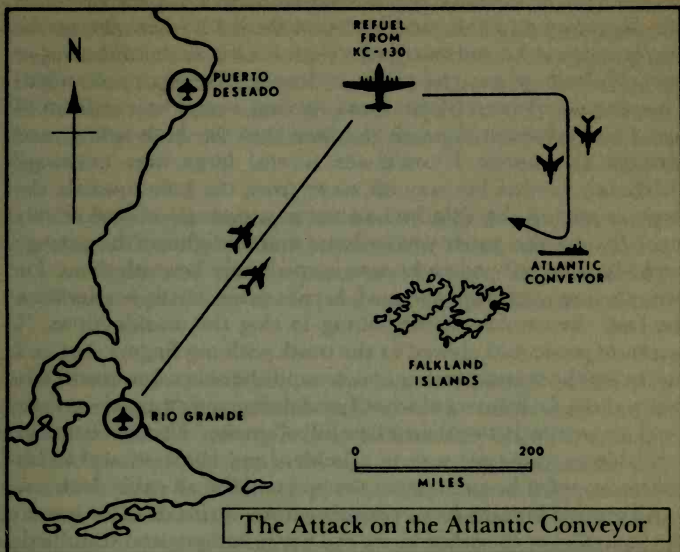 REFUEL
FROM
KC-130
N
PUERTO
DESEADO
ATLANTIC
CONVEYOR
FALKLAND
ISLANDS
RIO GRANDE
0 200
MILES
The Attack on the Atlantic Conveyor